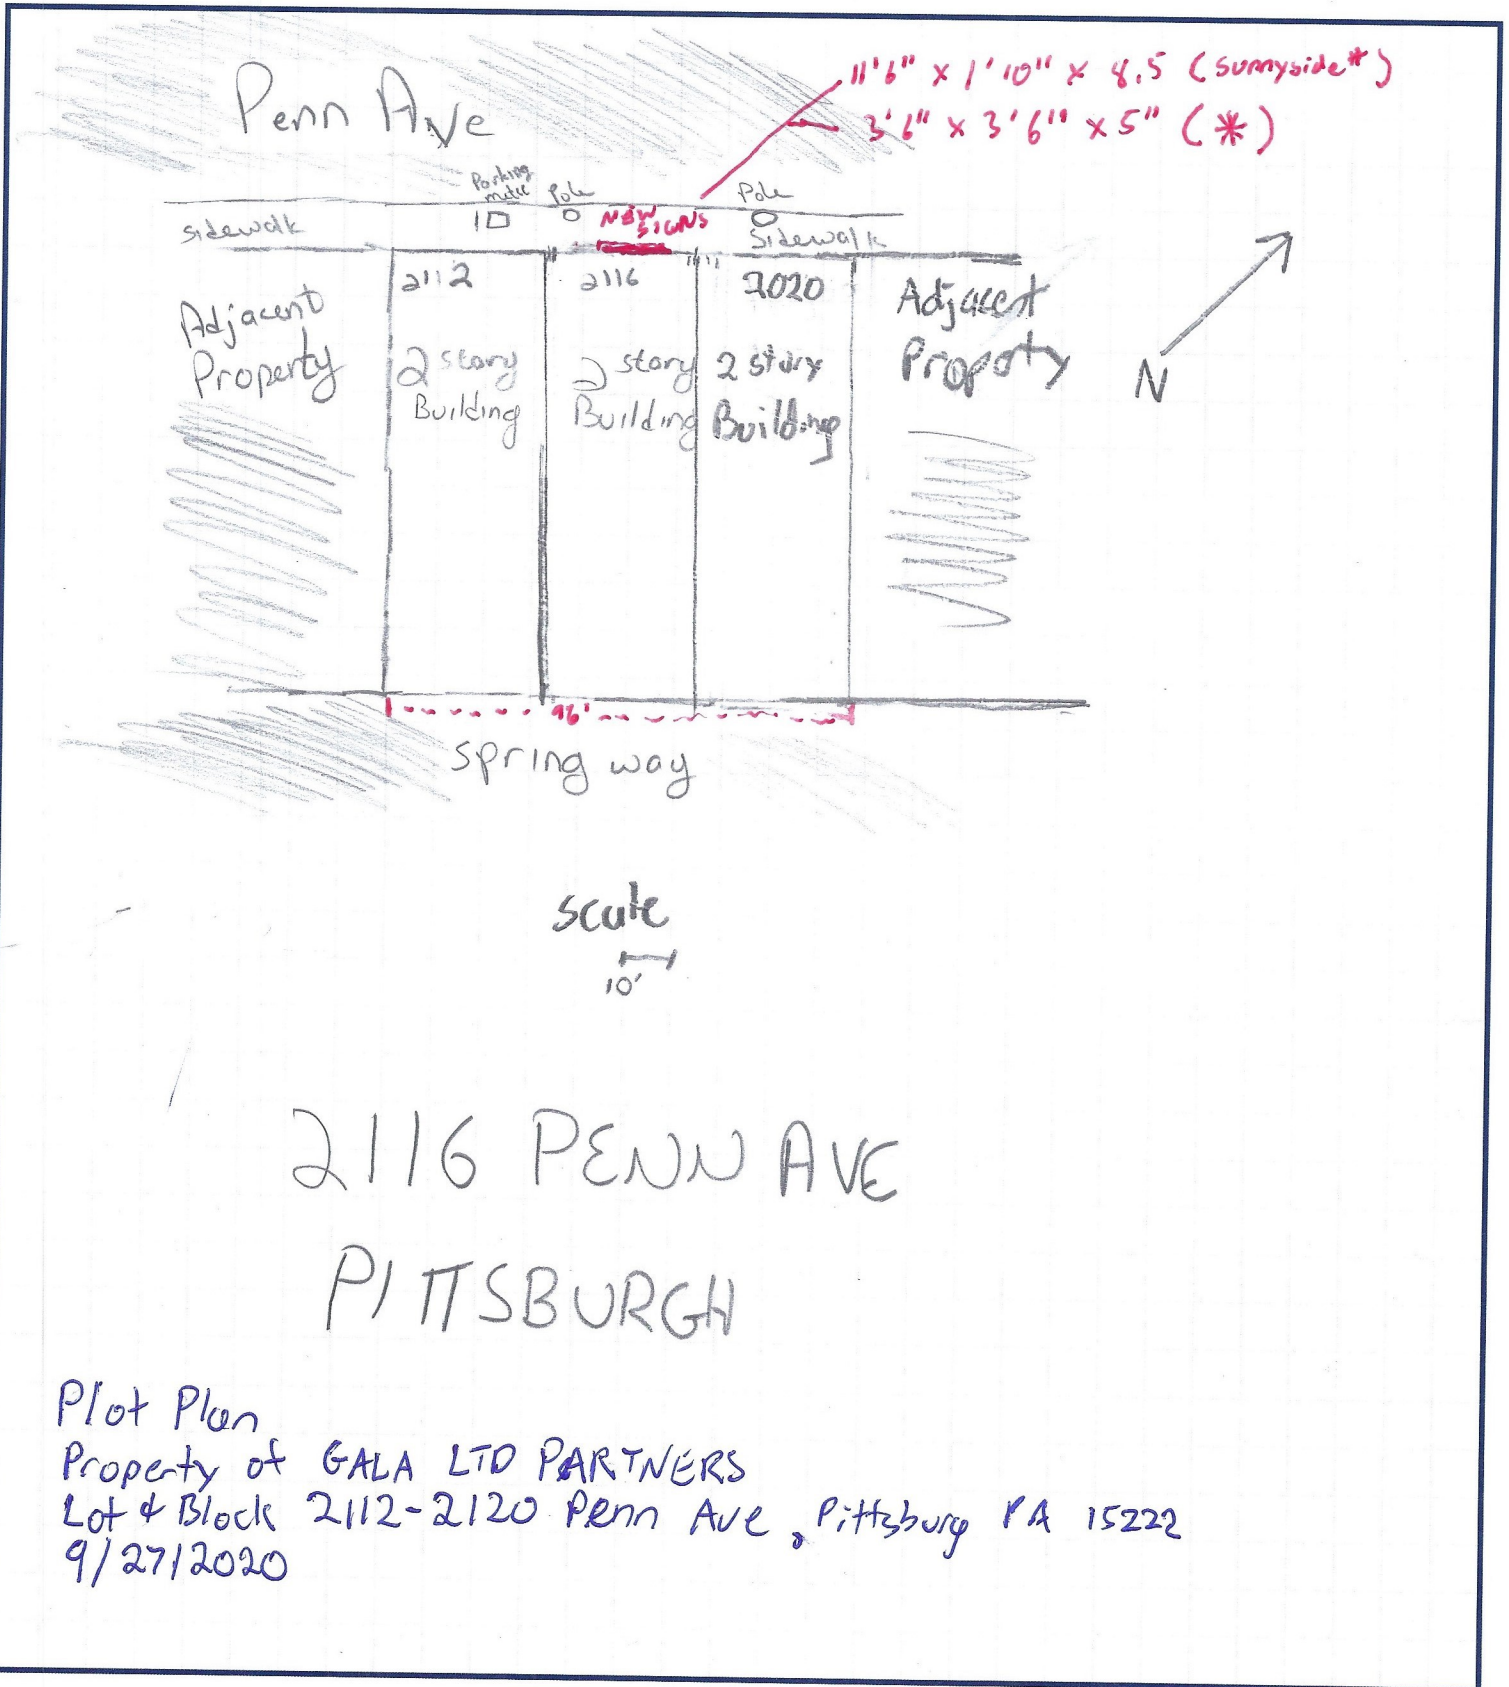 Penn Ave
11'6" x 1'10" x 8.5 (sunnyside*)
3'6" x 3'6" x 5" (*)
Parking
meter
Pole
Pole
NEW
SIGNS
sidewalk
Sidewalk
2112
2116
2020
Adjacent
Property
2 story
Building
2 story
Building
2 story
Building
Adjacent
Property
N
96'
spring way
scale
10'
2116 PENN AVE
PITTSBURGH
Plot Plan
Property of GALA LTD PARTNERS
Lot & Block 2112-2120 Penn Ave, Pittsburg PA 15222
9/27/2020